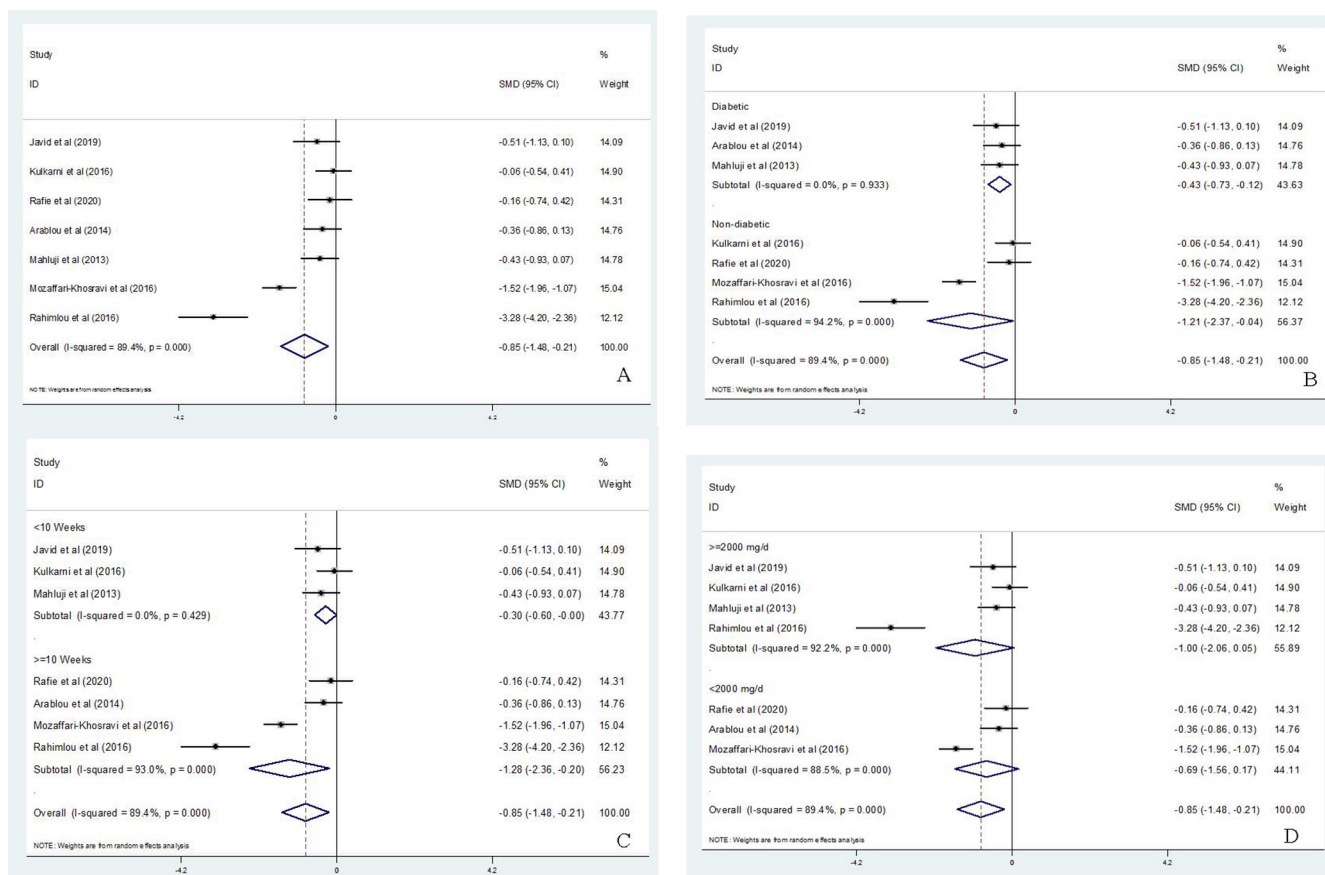 Study %
ID SMD (95% CI) Weight
Javid et al (2019) -0.51 (-1.13, 0.10) 14.09
Kulkarni et al (2016) -0.06 (-0.54, 0.41) 14.90
Rafie et al (2020) -0.16 (-0.74, 0.42) 14.31
Arablou et al (2014) -0.36 (-0.86, 0.13) 14.76
Mahluji et al (2013) -0.43 (-0.93, 0.07) 14.78
Mozaffari-Khosravi et al (2016) -1.52 (-1.96, -1.07) 15.04
Rahimlou et al (2016) -3.28 (-4.20, -2.36) 12.12
Overall (I-squared = 89.4%, p = 0.000) -0.85 (-1.48, -0.21) 100.00
A
NOTE: Weights are from random effects analysis
-4.2 0 4.2
Study %
ID SMD (95% CI) Weight
Diabetic
Javid et al (2019) -0.51 (-1.13, 0.10) 14.09
Arablou et al (2014) -0.36 (-0.86, 0.13) 14.76
Mahluji et al (2013) -0.43 (-0.93, 0.07) 14.78
Subtotal (I-squared = 0.0%, p = 0.933) -0.43 (-0.73, -0.12) 43.63
.
Non-diabetic
Kulkarni et al (2016) -0.06 (-0.54, 0.41) 14.90
Rafie et al (2020) -0.16 (-0.74, 0.42) 14.31
Mozaffari-Khosravi et al (2016) -1.52 (-1.96, -1.07) 15.04
Rahimlou et al (2016) -3.28 (-4.20, -2.36) 12.12
Subtotal (I-squared = 94.2%, p = 0.000) -1.21 (-2.37, -0.04) 56.37
.
Overall (I-squared = 89.4%, p = 0.000) -0.85 (-1.48, -0.21) 100.00
B
NOTE: Weights are from random effects analysis
-4.2 0 4.2
Study %
ID SMD (95% CI) Weight
<10 Weeks
Javid et al (2019) -0.51 (-1.13, 0.10) 14.09
Kulkarni et al (2016) -0.06 (-0.54, 0.41) 14.90
Mahluji et al (2013) -0.43 (-0.93, 0.07) 14.78
Subtotal (I-squared = 0.0%, p = 0.429) -0.30 (-0.60, -0.00) 43.77
.
>=10 Weeks
Rafie et al (2020) -0.16 (-0.74, 0.42) 14.31
Arablou et al (2014) -0.36 (-0.86, 0.13) 14.76
Mozaffari-Khosravi et al (2016) -1.52 (-1.96, -1.07) 15.04
Rahimlou et al (2016) -3.28 (-4.20, -2.36) 12.12
Subtotal (I-squared = 93.0%, p = 0.000) -1.28 (-2.36, -0.20) 56.23
.
Overall (I-squared = 89.4%, p = 0.000) -0.85 (-1.48, -0.21) 100.00
NOTE: Weights are from random effects analysis
C
-4.2 0 4.2
Study %
ID SMD (95% CI) Weight
>=2000 mg/d
Javid et al (2019) -0.51 (-1.13, 0.10) 14.09
Kulkarni et al (2016) -0.06 (-0.54, 0.41) 14.90
Mahluji et al (2013) -0.43 (-0.93, 0.07) 14.78
Rahimlou et al (2016) -3.28 (-4.20, -2.36) 12.12
Subtotal (I-squared = 92.2%, p = 0.000) -1.00 (-2.06, 0.05) 55.89
.
<2000 mg/d
Rafie et al (2020) -0.16 (-0.74, 0.42) 14.31
Arablou et al (2014) -0.36 (-0.86, 0.13) 14.76
Mozaffari-Khosravi et al (2016) -1.52 (-1.96, -1.07) 15.04
Subtotal (I-squared = 88.5%, p = 0.000) -0.69 (-1.56, 0.17) 44.11
.
Overall (I-squared = 89.4%, p = 0.000) -0.85 (-1.48, -0.21) 100.00
NOTE: Weights are from random effects analysis
D
-4.2 0 4.2